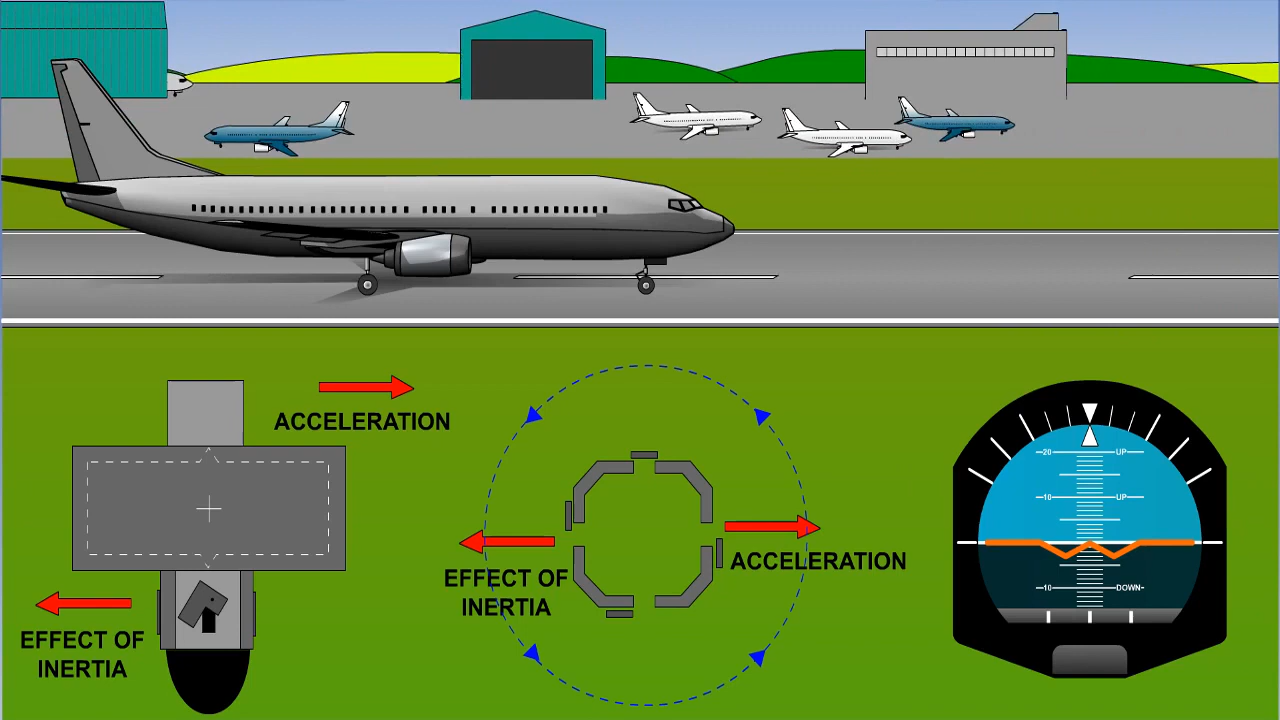 ACCELERATION
EFFECT OF
INERTIA
EFFECT OF
INERTIA
ACCELERATION
20 UP
10 UP
10 DOWN